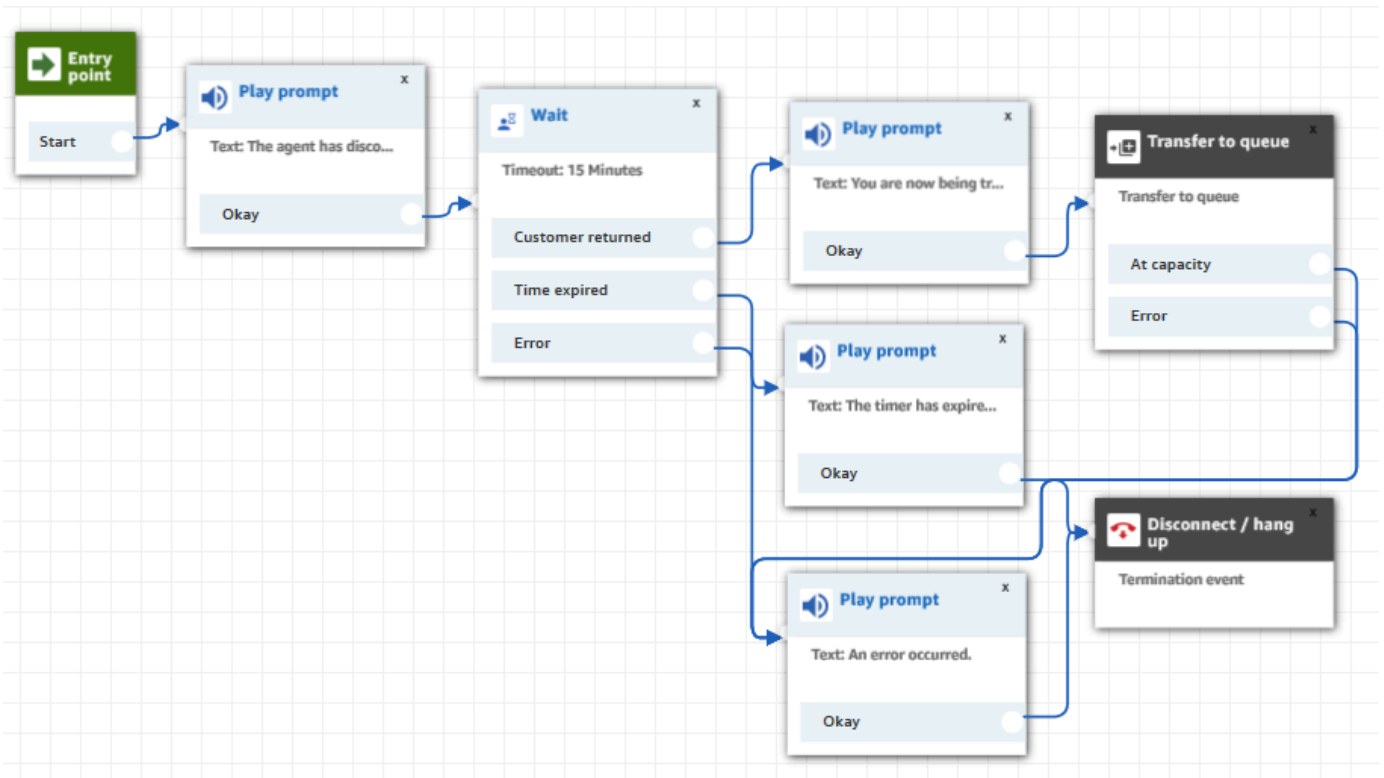 Entry
point
Start
Play prompt
x
Text: The agent has disco...
Okay
Wait
x
Timeout: 15 Minutes
Customer returned
Time expired
Error
Play prompt
x
Text: You are now being tr...
Okay
Transfer to queue
x
Transfer to queue
At capacity
Error
Play prompt
x
Text: The timer has expire...
Okay
Disconnect / hang
up
x
Termination event
Play prompt
x
Text: An error occurred.
Okay